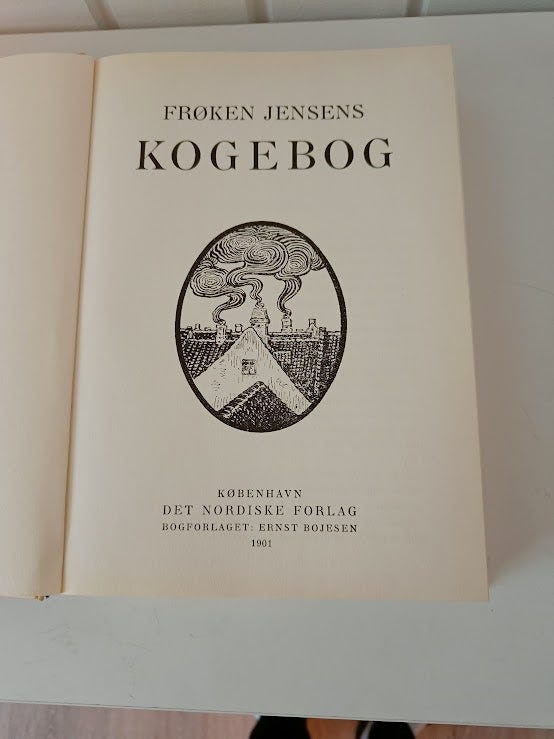 FRØKEN JENSENS
KOGEBOG
KØBENHAVN
DET NORDISKE FORLAG
BOGFORLAGET: ERNST BOJESEN
1901